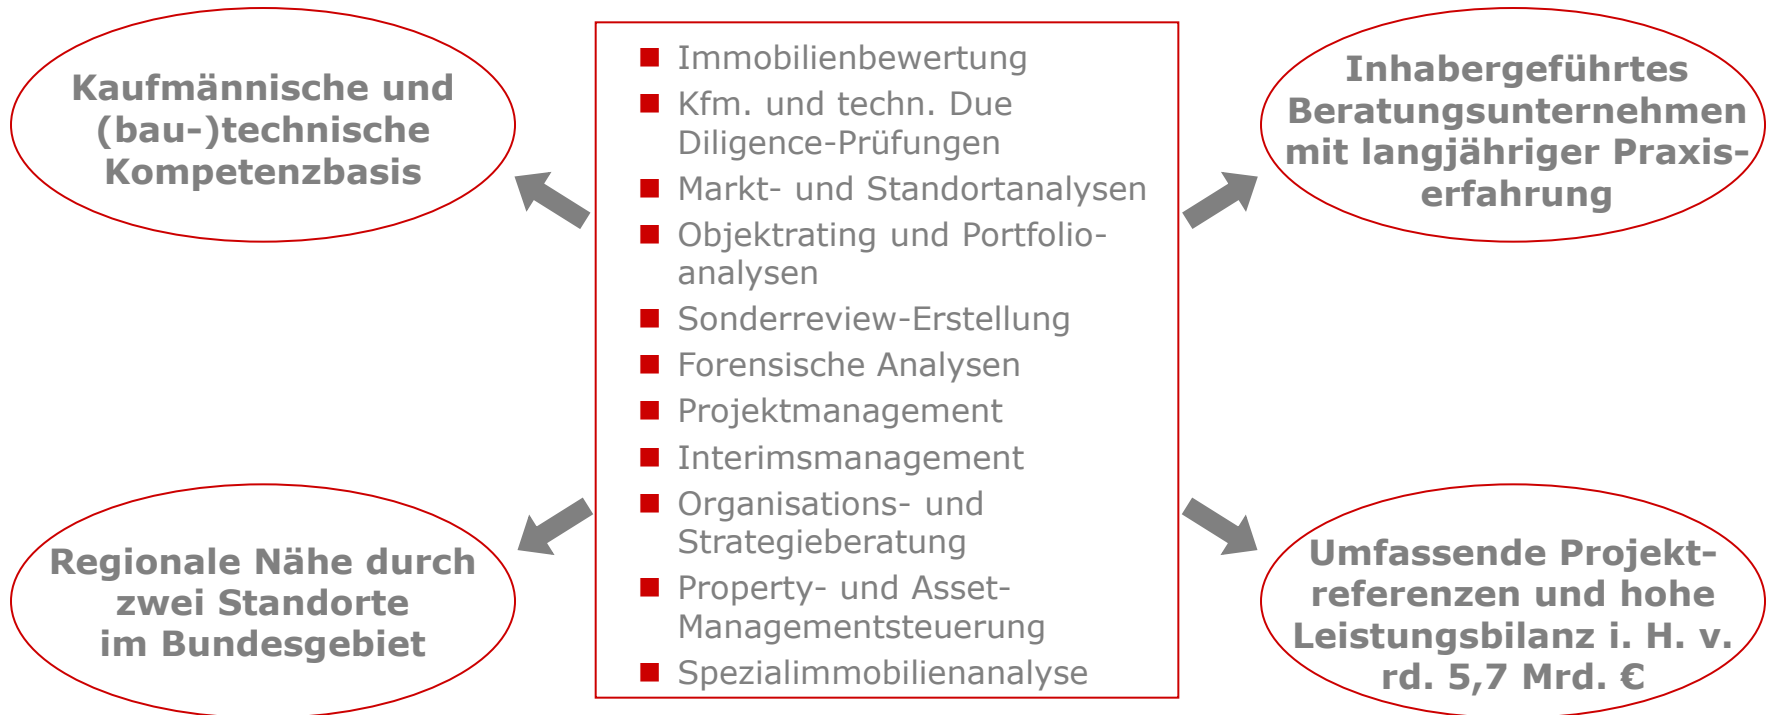 Kaufmännische und
(bau-)technische
Kompetenzbasis
Regionale Nähe durch
zwei Standorte
im Bundesgebiet
Immobilienbewertung
Kfm. und techn. Due
Diligence-Prüfungen
Markt- und Standortanalysen
Objektrating und Portfolio-
analysen
Sonderreview-Erstellung
Forensische Analysen
Projektmanagement
Interimsmanagement
Organisations- und
Strategieberatung
Property- und Asset-
Managementsteuerung
Spezialimmobilienanalyse
Inhabergeführtes
Beratungsunternehmen
mit langjähriger Praxis-
erfahrung
Umfassende Projekt-
referenzen und hohe
Leistungsbilanz i. H. v.
rd. 5,7 Mrd. €